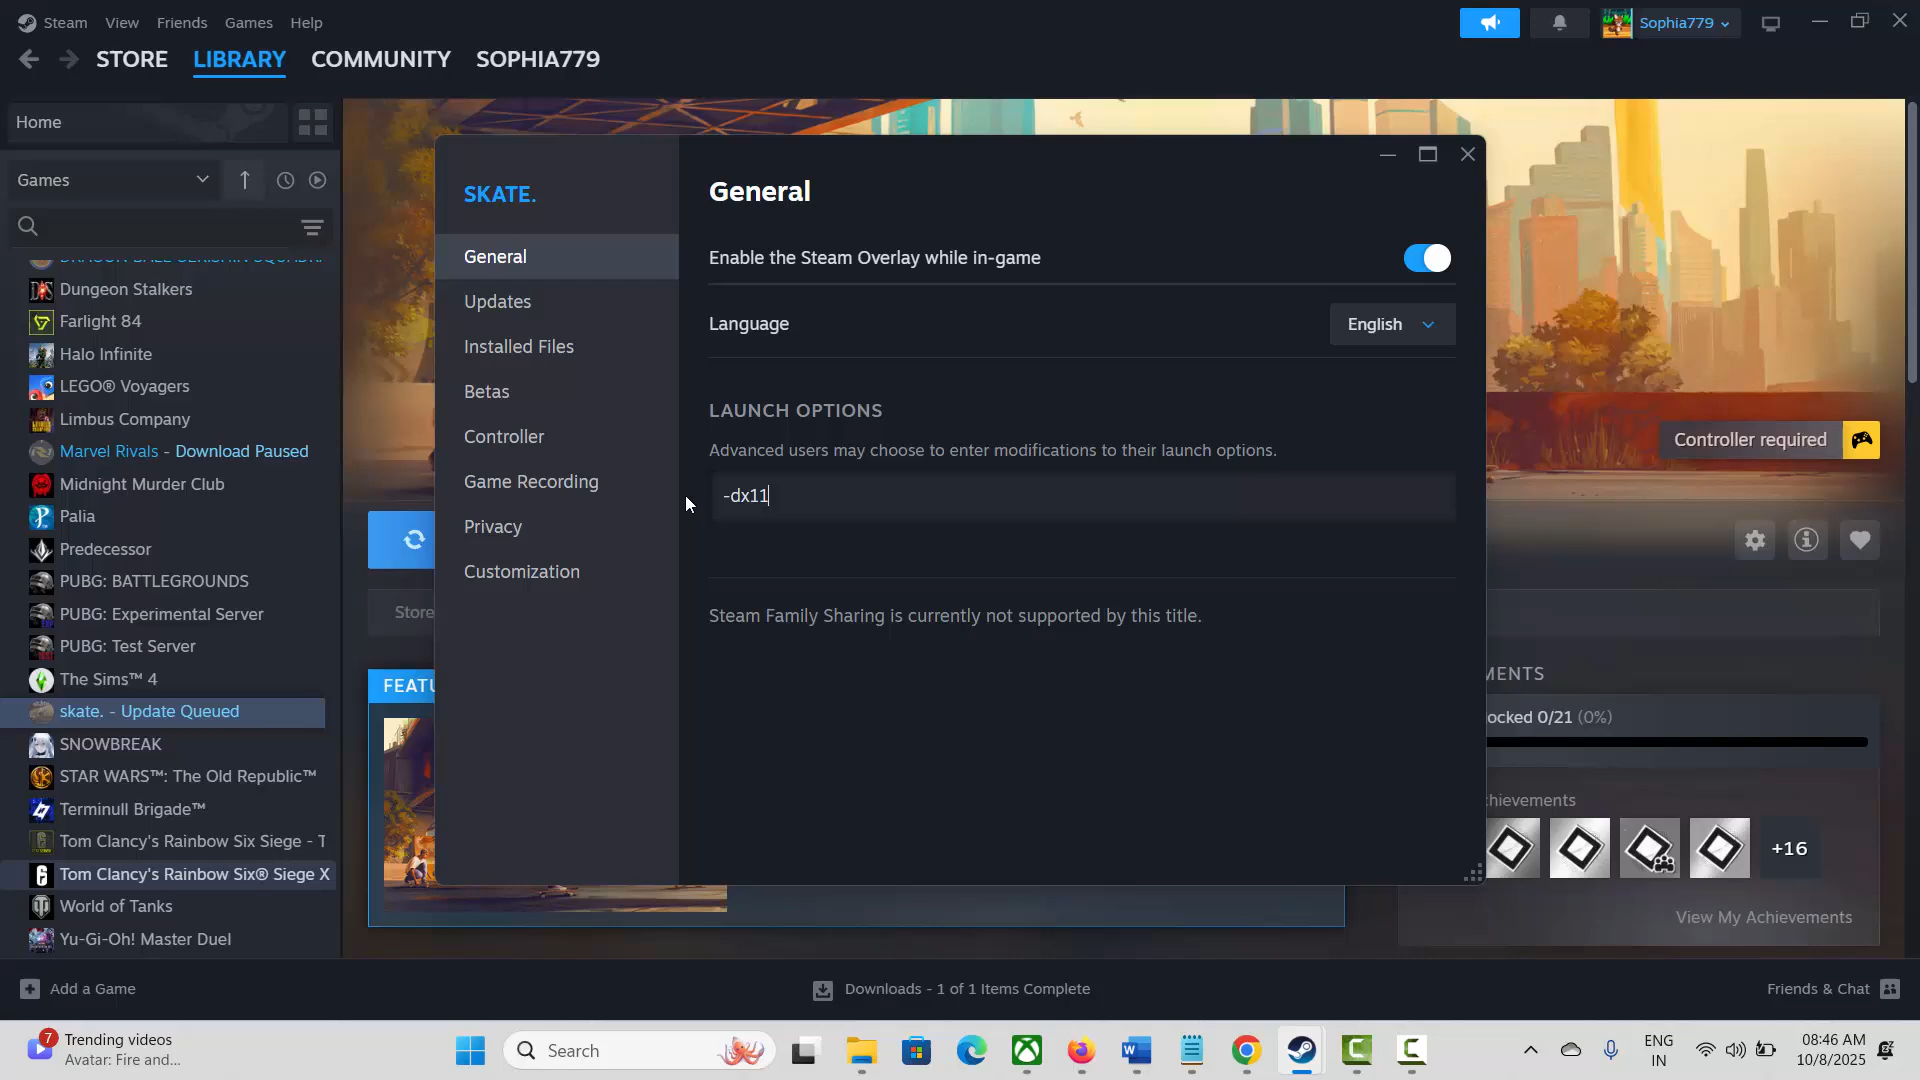 Steam View Friends Games Help
Sophia779
STORE LIBRARY COMMUNITY SOPHIA779
Home
Games
DRAGON BALL GEKISHIN SQUADRA
Dungeon Stalkers
Farlight 84
Halo Infinite
LEGO® Voyagers
Limbus Company
Marvel Rivals - Download Paused
Midnight Murder Club
Palia
Predecessor
PUBG: BATTLEGROUNDS
PUBG: Experimental Server
PUBG: Test Server
The Sims™ 4
skate. - Update Queued
SNOWBREAK
STAR WARS™: The Old Republic™
Terminull Brigade™
Tom Clancy's Rainbow Six Siege - T
Tom Clancy's Rainbow Six® Siege X
World of Tanks
Yu-Gi-Oh! Master Duel
SKATE.
General
Updates
Installed Files
Betas
Controller
Game Recording
Privacy
Customization
General
Enable the Steam Overlay while in-game
Language
English
LAUNCH OPTIONS
Advanced users may choose to enter modifications to their launch options.
-dx11
Steam Family Sharing is currently not supported by this title.
Controller required
Store
FEATU
MENTS
ocked 0/21 (0%)
chievements
+16
View My Achievements
Add a Game
Downloads - 1 of 1 Items Complete
Friends & Chat
7
Trending videos
Avatar: Fire and...
Search
ENG
IN
08:46 AM
10/8/2025